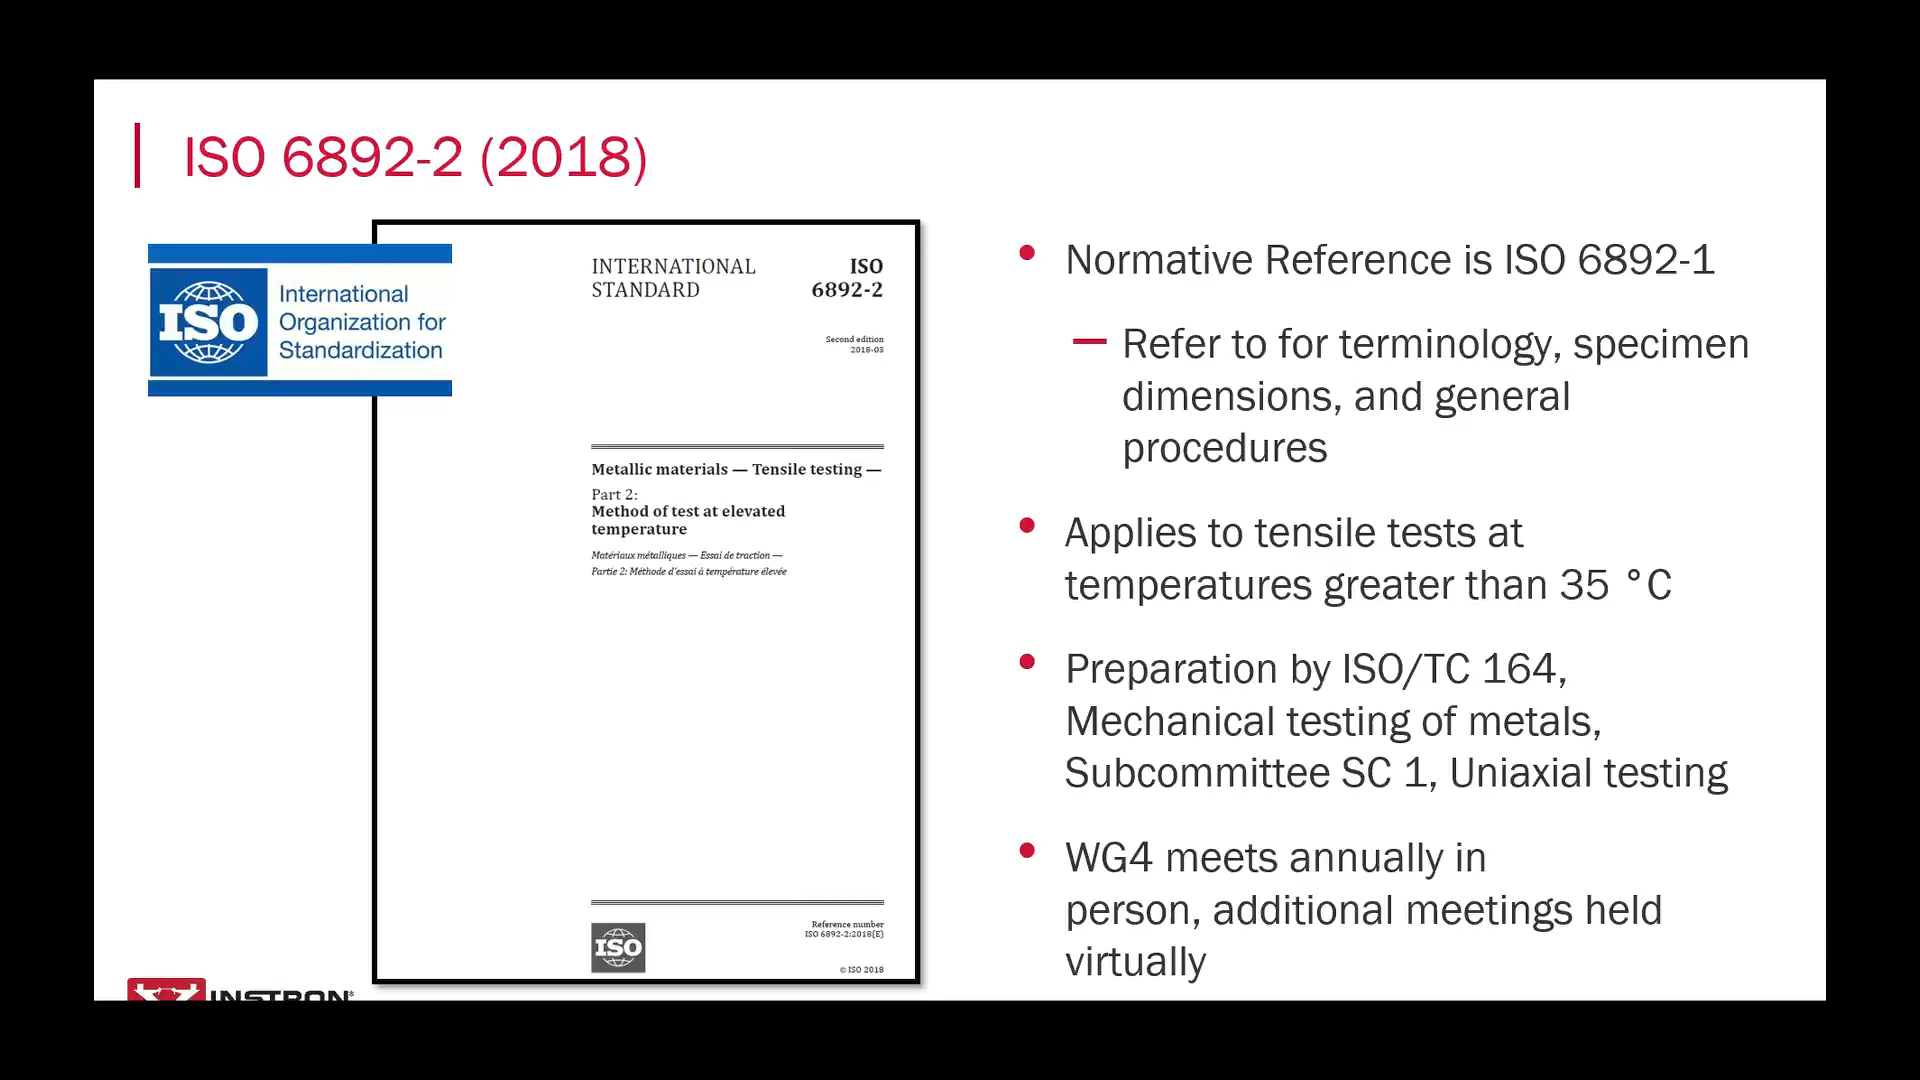 ISO 6892-2 (2018)
ISO
International
Organization for
Standardization
INTERNATIONAL
STANDARD
ISO
6892-2
Second edition
2018-03
Metallic materials — Tensile testing —
Part 2:
Method of test at elevated
temperature
Matériaux métalliques — Essai de traction —
Partie 2: Méthode d'essai à température élevée
ISO
Reference number
ISO 6892-2:2018(E)
© ISO 2018
• Normative Reference is ISO 6892-1
— Refer to for terminology, specimen
dimensions, and general
procedures
• Applies to tensile tests at
temperatures greater than 35 °C
• Preparation by ISO/TC 164,
Mechanical testing of metals,
Subcommittee SC 1, Uniaxial testing
• WG4 meets annually in
person, additional meetings held
virtually
INSTRON®